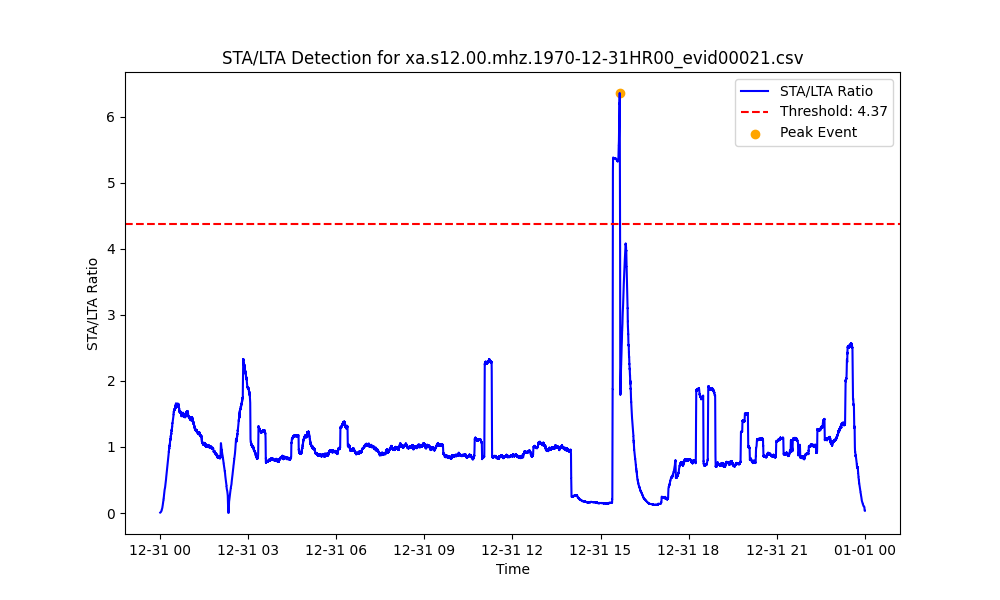 STA/LTA Detection for xa.s12.00.mhz.1970-12-31HR00_evid00021.csv
STA/LTA Ratio
Threshold: 4.37
Peak Event
6
5
4
3
2
1
0
STA/LTA Ratio
12-31 00 12-31 03 12-31 06 12-31 09 12-31 12 12-31 15 12-31 18 12-31 21 01-01 00
Time